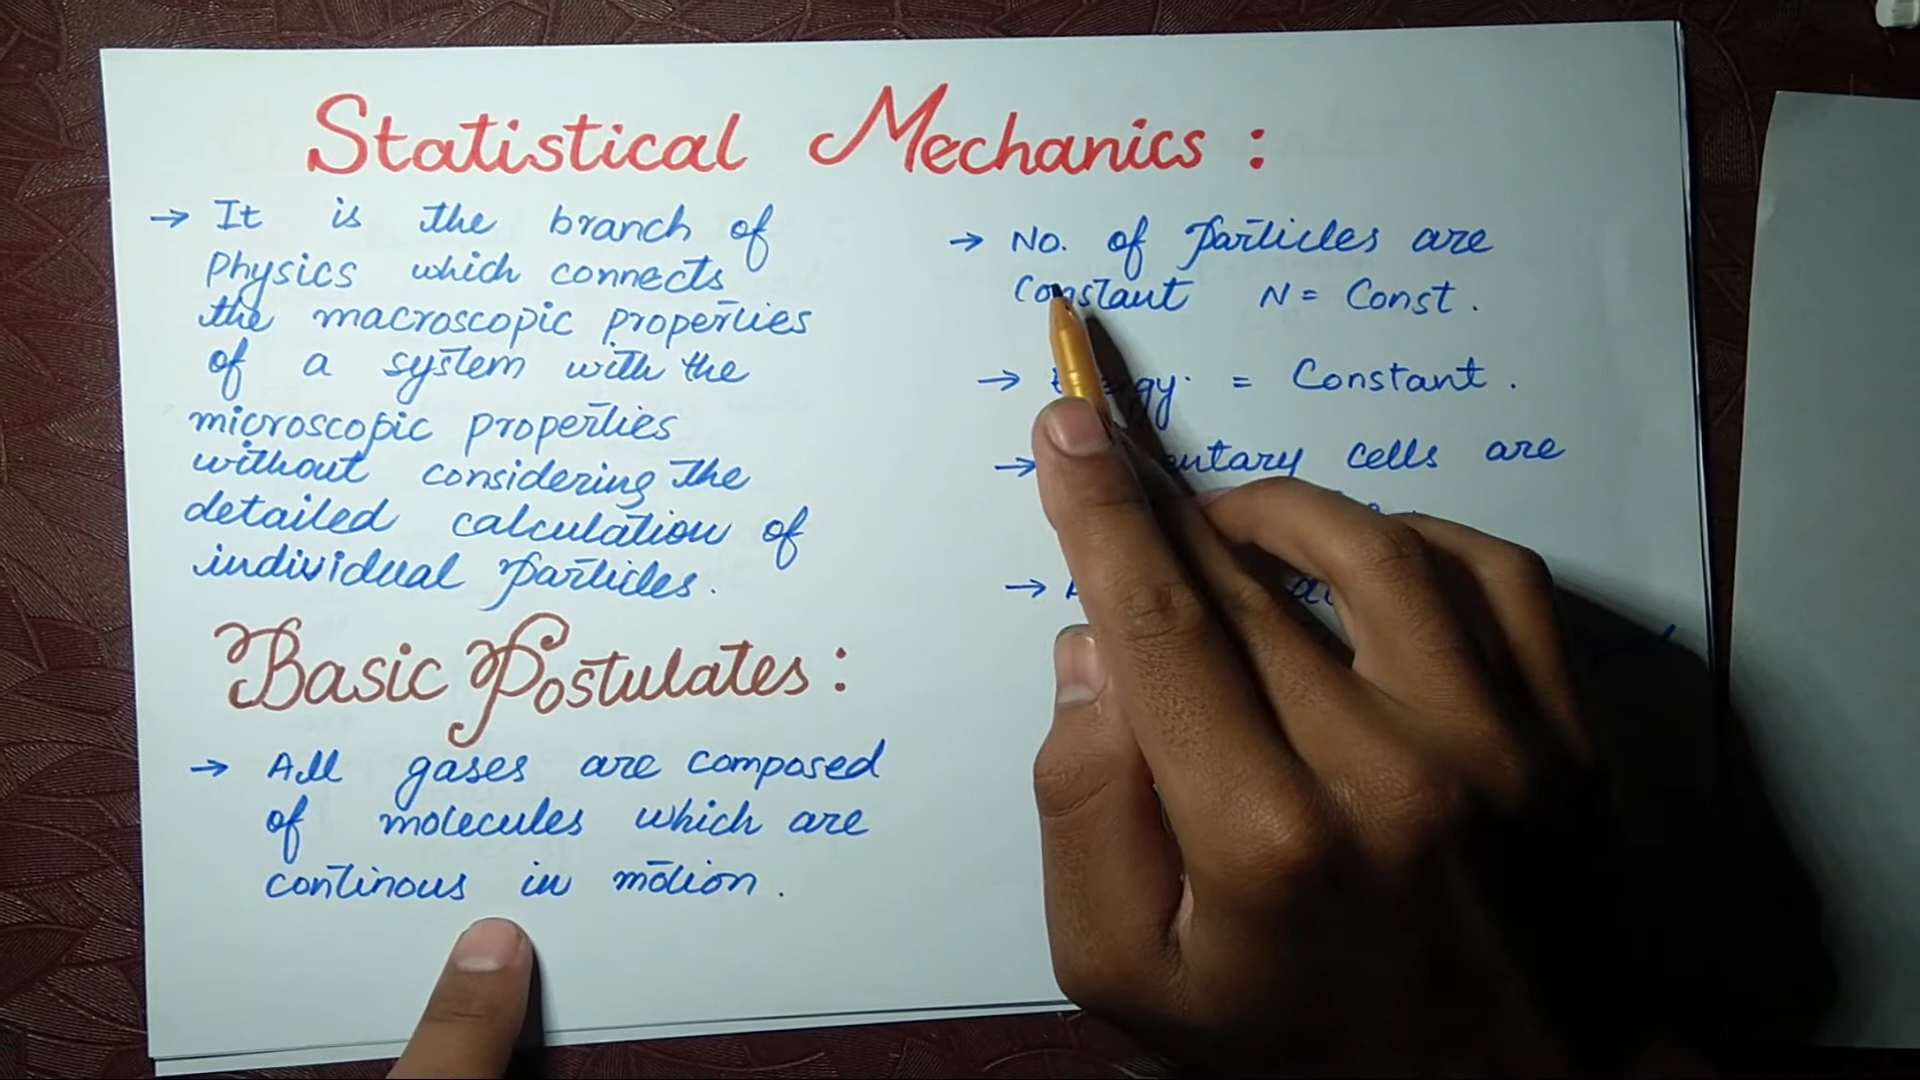 Statistical Mechanics :
→ It is the branch of
Physics which connects
the macroscopic properties
of a system with the
microscopic properties
without considering the
detailed calculation of
individual Particles.
Basic Postulates :
→ All gases are composed
of molecules which are
continous in motion.
→ No. of Particles are
Constant N = Const.
→ = Constant.
→ cells are
→